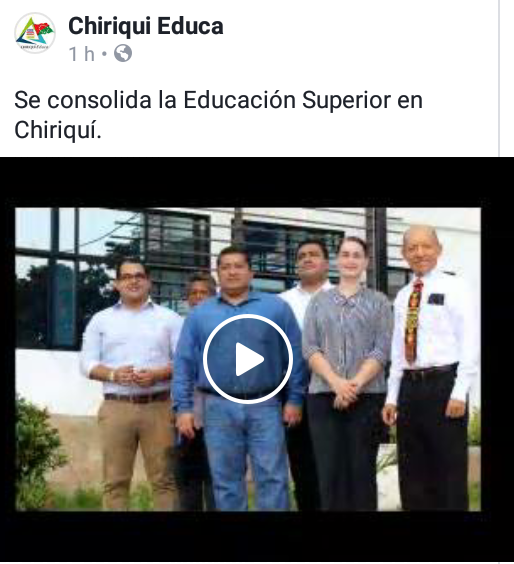 Chiriqui Educa
1 h •
Se consolida la Educación Superior en
Chiriquí.